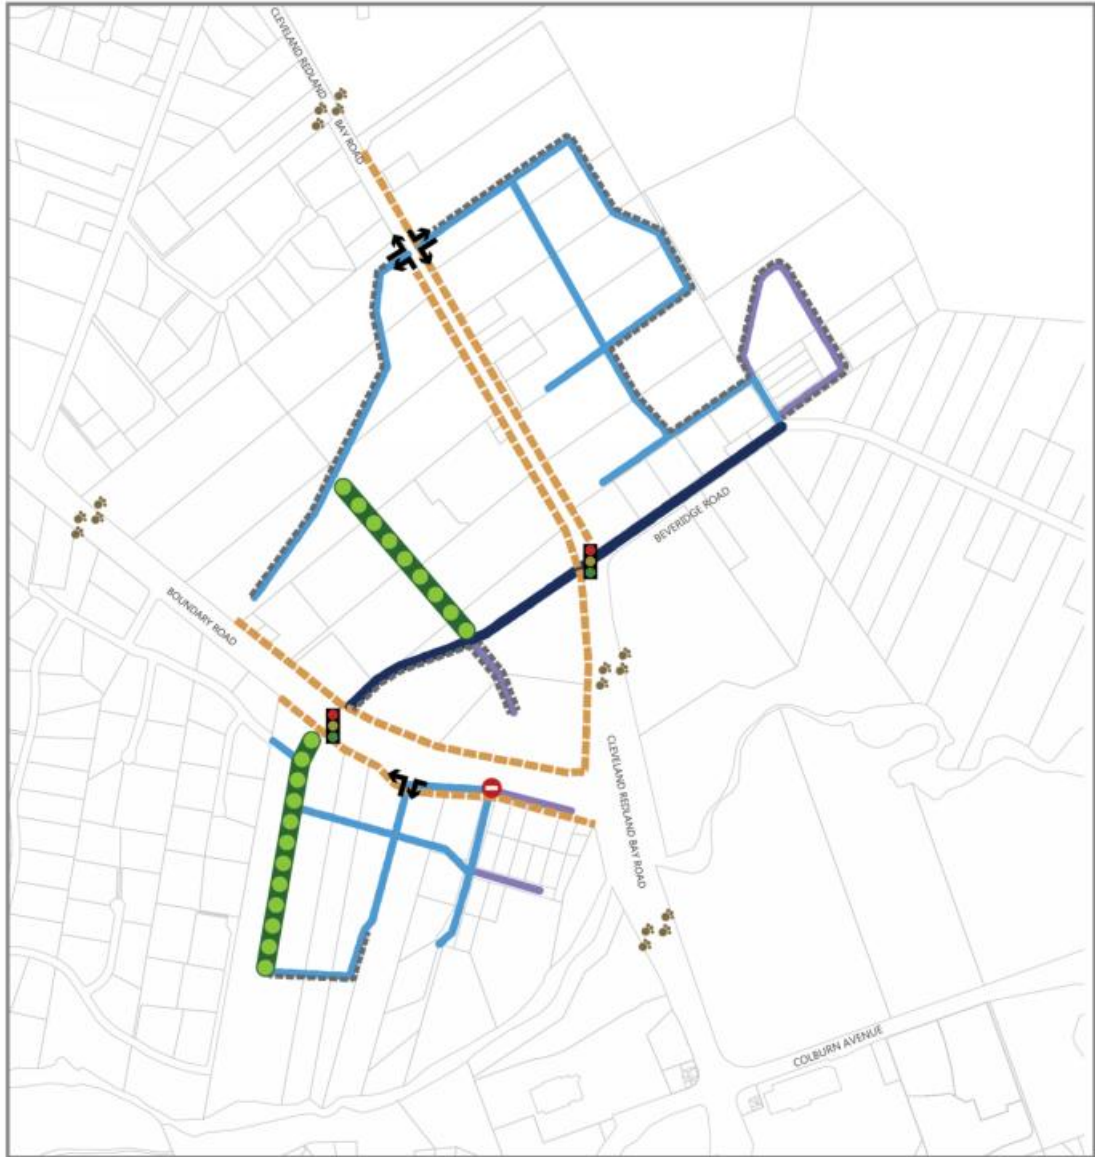 CLEVELAND REDLAND
BAY ROAD
BEVERIDGE ROAD
BOUNDARY ROAD
CLEVELAND REDLAND BAY ROAD
COLBURN AVENUE